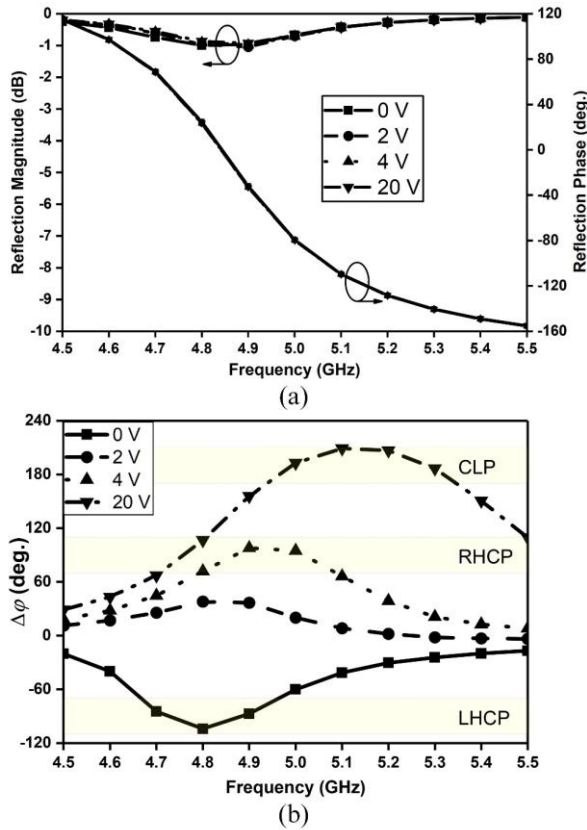 (a)
0
-1
-2
-3
-4
-5
-6
-7
-8
-9
-10
Reflection Magnitude (dB)
120
80
40
0
-40
-80
-120
-160
Reflection Phase (deg.)
0 V
2 V
4 V
20 V
4.5 4.6 4.7 4.8 4.9 5.0 5.1 5.2 5.3 5.4 5.5
Frequency (GHz)
(a)
240
180
120
60
0
-60
-120
Δφ (deg.)
0 V
2 V
4 V
20 V
CLP
RHCP
LHCP
4.5 4.6 4.7 4.8 4.9 5.0 5.1 5.2 5.3 5.4 5.5
Frequency (GHz)
(b)